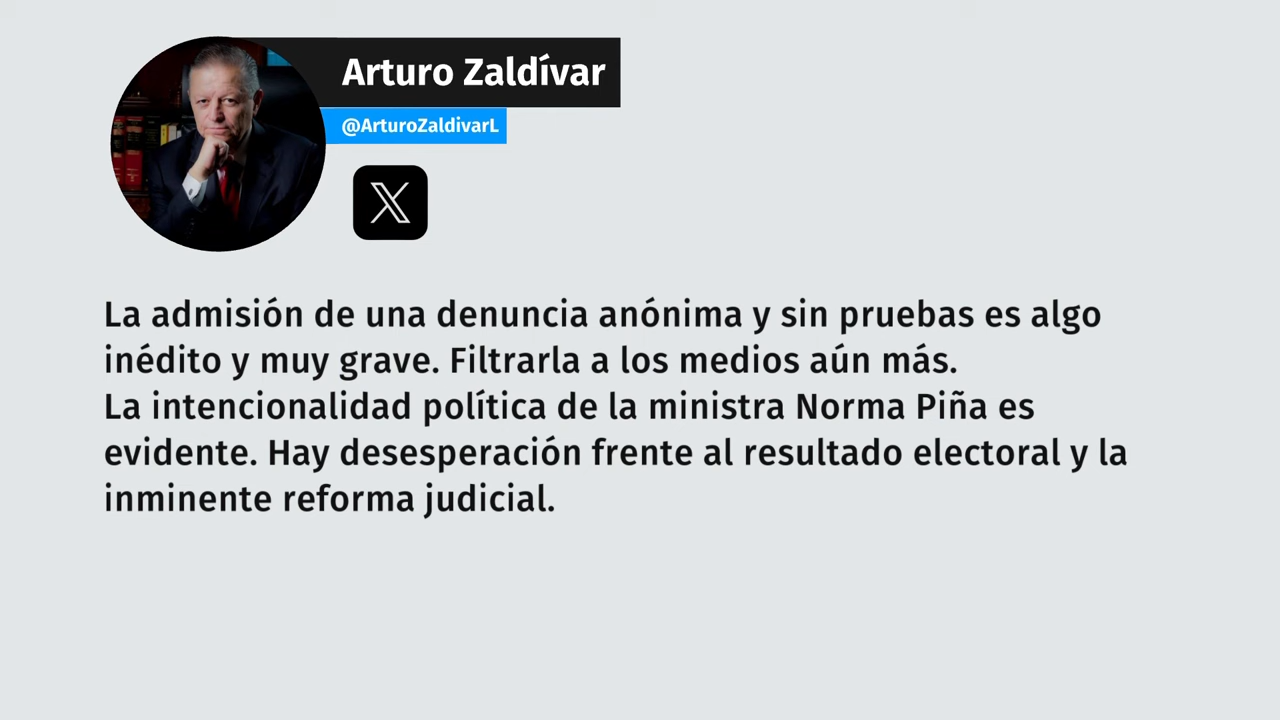 Arturo Zaldívar
@ArturoZaldivarL
La admisión de una denuncia anónima y sin pruebas es algo
inédito y muy grave. Filtrarla a los medios aún más.
La intencionalidad política de la ministra Norma Piña es
evidente. Hay desesperación frente al resultado electoral y la
inminente reforma judicial.